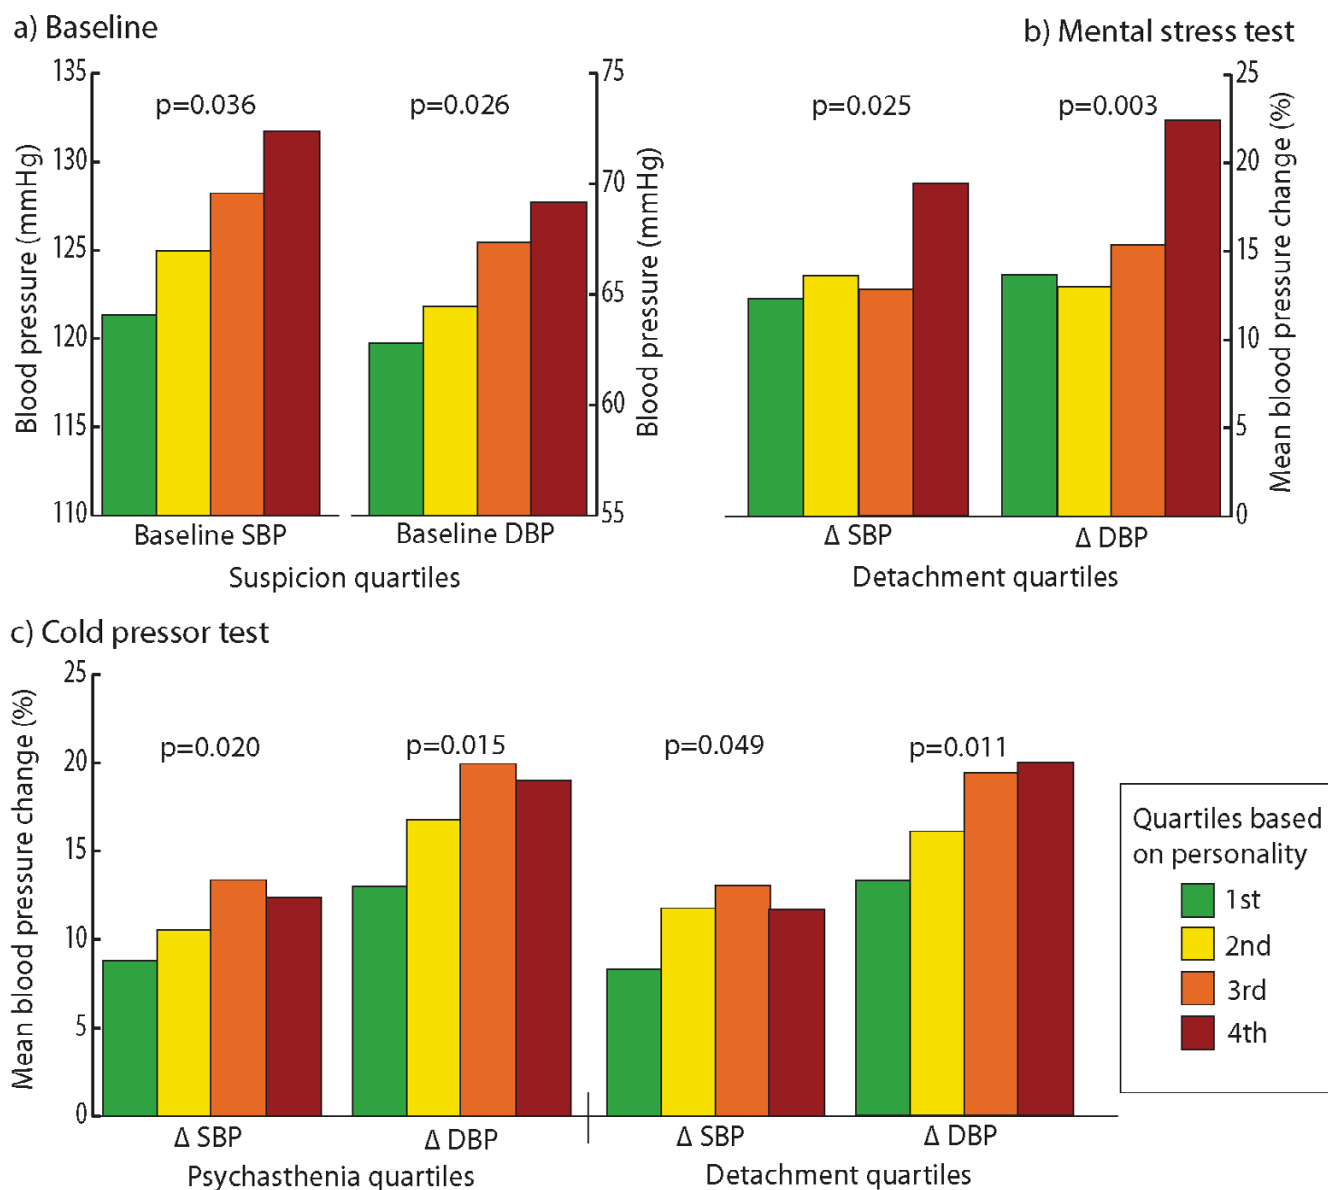 a) Baseline
b) Mental stress test
135
130
125
120
115
110
Blood pressure (mmHg)
p=0.036
p=0.026
75
70
65
60
55
Blood pressure (mmHg)
Baseline SBP
Baseline DBP
Suspicion quartiles
p=0.025
p=0.003
25
20
15
10
5
0
Mean blood pressure change (%)
Δ SBP
Δ DBP
Detachment quartiles
c) Cold pressor test
25
20
15
10
5
0
Mean blood pressure change (%)
p=0.020
p=0.015
p=0.049
p=0.011
Δ SBP
Δ DBP
Δ SBP
Δ DBP
Psychasthenia quartiles
Detachment quartiles
Quartiles based
on personality
1st
2nd
3rd
4th